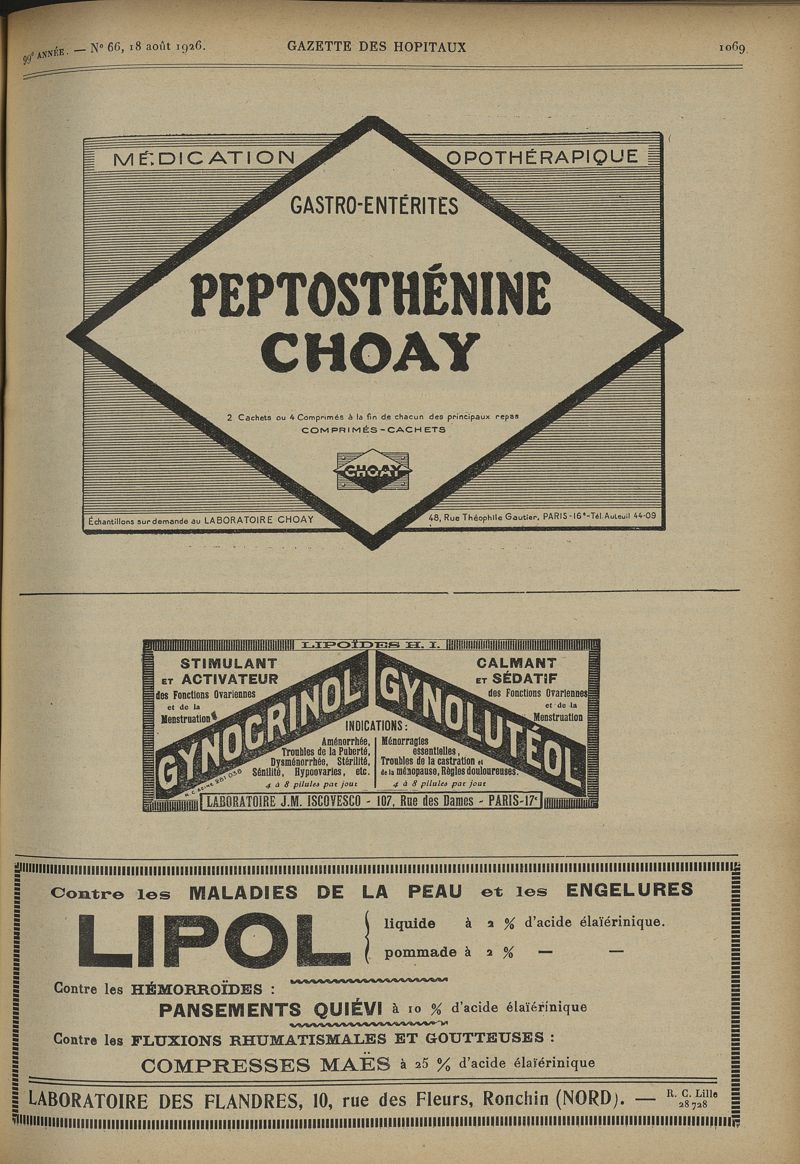 99e ANNÉE. — N° 66, 18 août 1926. GAZETTE DES HOPITAUX 1069
MÉDICATION OPOTHÉRAPIQUE
GASTRO-ENTÉRITES
PEPTOSTHÉNINE
CHOAY
2 Cachets ou 4 Comprimés à la fin de chacun des principaux repas
COMPRIMÉS-CACHETS
CHOAY
Échantillons sur demande au LABORATOIRE CHOAY 48, Rue Théophile Gautier, PARIS-16e-Tél. Auteuil 44-09
LIPOÏDES H. I.
STIMULANT
ET ACTIVATEUR
des Fonctions Ovariennes
et de la
Menstruation
GYNOCRINOL
CALMANT
ET SÉDATIF
des Fonctions Ovariennes
et de la
Menstruation
GYNOLUTÉOL
INDICATIONS :
Aménorrhée,
Troubles de la Puberté,
Dysménorrhée, Stérilité,
Sénilité, Hypoovaries, etc.
4 à 8 pilules par jour
Ménorragies
essentielles,
Troubles de la castration et
de la ménopause, Règles douloureuses.
4 à 8 pilules par jour
R. C. SEINE 281 038
LABORATOIRE J.M. ISCOVESCO - 107, Rue des Dames - PARIS-17e
Contre les MALADIES DE LA PEAU et les ENGELURES
LIPOL
liquide à 2 % d'acide élaïérinique.
pommade à 2 % — —
Contre les HÉMORROÏDES :
PANSEMENTS QUIÉVI à 10 % d'acide élaïérinique
Contre les FLUXIONS RHUMATISMALES ET GOUTTEUSES :
COMPRESSES MAËS à 25 % d'acide élaïérinique
LABORATOIRE DES FLANDRES, 10, rue des Fleurs, Ronchin (NORD). — R. C. Lille
28 728